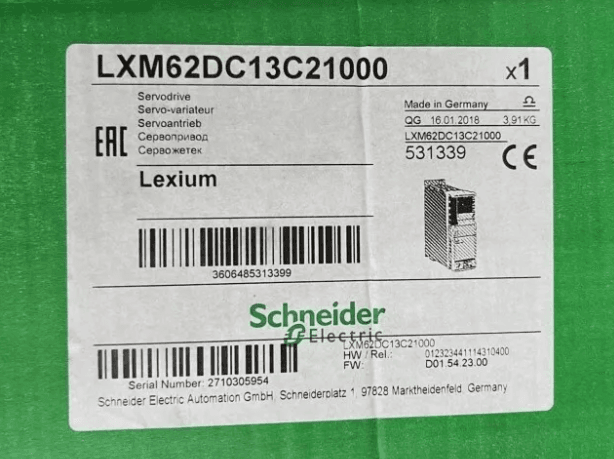 LXM62DC13C21000 x1
Servodrive
Servo-variateur
Servoantrieb
Сервопривод
Сервожетек
EAC
Lexium
Made in Germany
QG 16.01.2018 3,91KG
LXM62DC13C21000
531339 CE
3606485313399
Schneider
Electric
LXM62DC13C21000
HW / Rel.: 012323441114310400
FW: D01.54.23.00
Serial Number: 2710305954
Schneider Electric Automation GmbH, Schneiderplatz 1, 97828 Marktheidenfeld, Germany